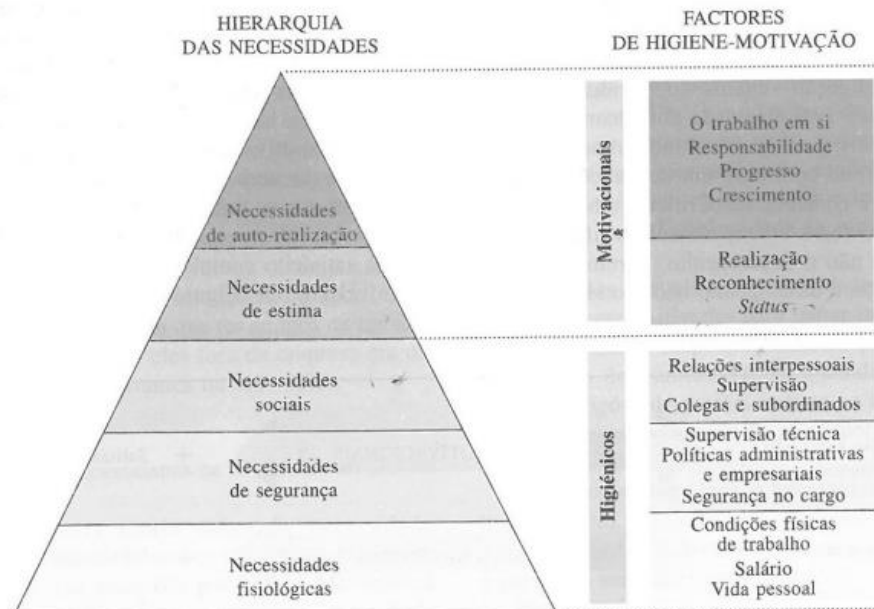 HIERARQUIA
DAS NECESSIDADES
Necessidades
de auto-realização
Necessidades
de estima
Necessidades
sociais
Necessidades
de segurança
Necessidades
fisiológicas
FACTORES
DE HIGIENE-MOTIVAÇÃO
Motivacionais
O trabalho em si
Responsabilidade
Progresso
Crescimento
Realização
Reconhecimento
Status
Higiénicos
Relações interpessoais
Supervisão
Colegas e subordinados
Supervisão técnica
Políticas administrativas
e empresariais
Segurança no cargo
Condições físicas
de trabalho
Salário
Vida pessoal